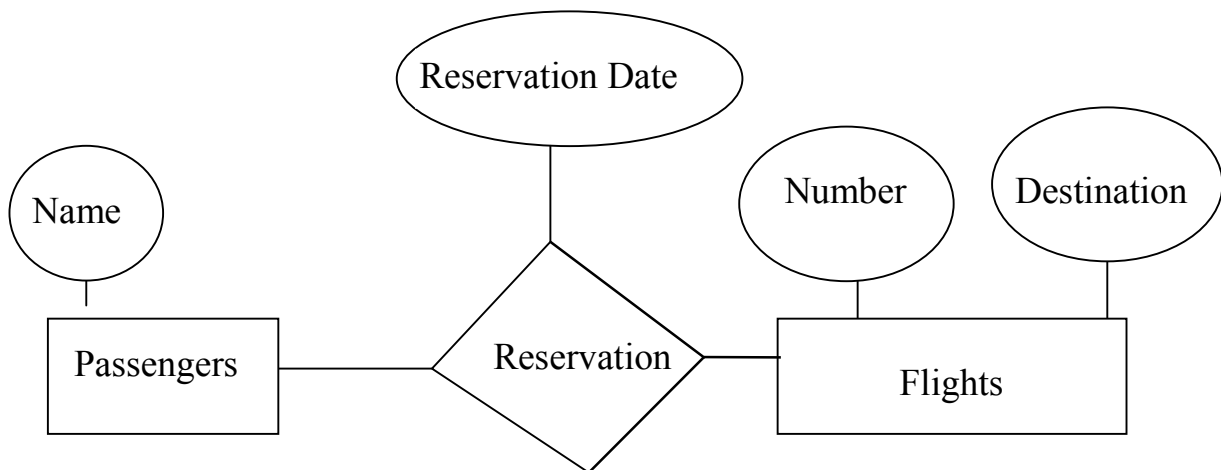 Reservation Date
Name
Number
Destination
Passengers
Reservation
Flights